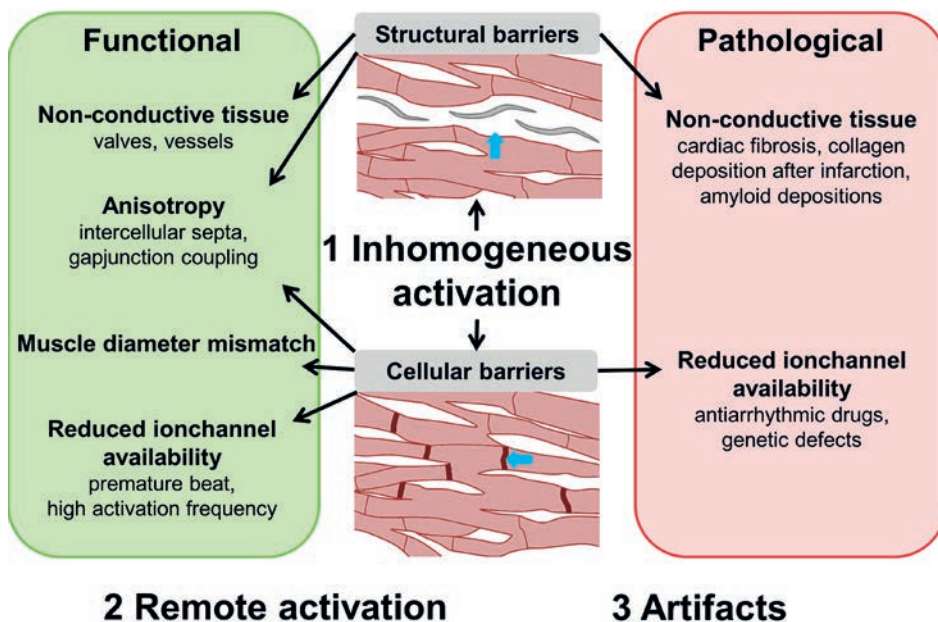 Functional
Non-conductive tissue
valves, vessels
Anisotropy
intercellular septa,
gapjunction coupling
Muscle diameter mismatch
Reduced ionchannel
availability
premature beat,
high activation frequency
Structural barriers
1 Inhomogeneous
activation
Cellular barriers
Pathological
Non-conductive tissue
cardiac fibrosis, collagen
deposition after infarction,
amyloid depositions
Reduced ionchannel
availability
antiarrhythmic drugs,
genetic defects
2 Remote activation
3 Artifacts